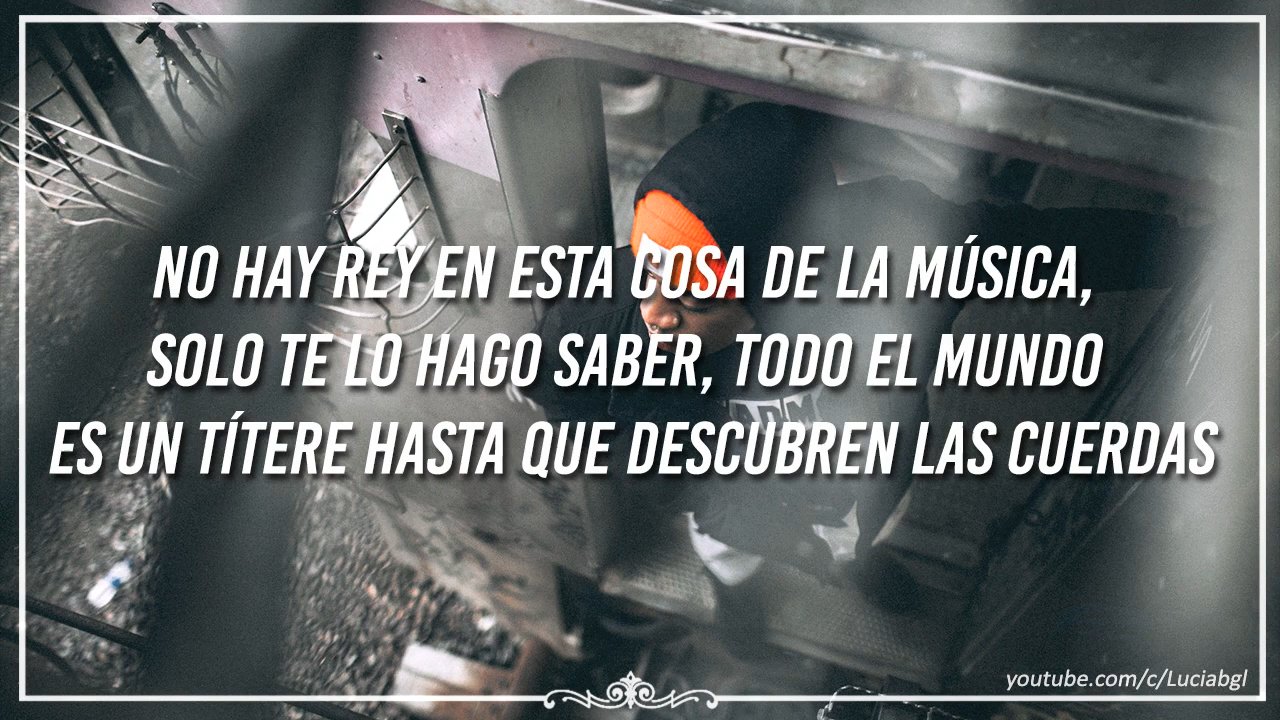 NO HAY REY EN ESTA COSA DE LA MÚSICA,
SOLO TE LO HAGO SABER, TODO EL MUNDO
ES UN TÍTERE HASTA QUE DESCUBREN LAS CUERDAS
youtube.com/c/Luciabgl